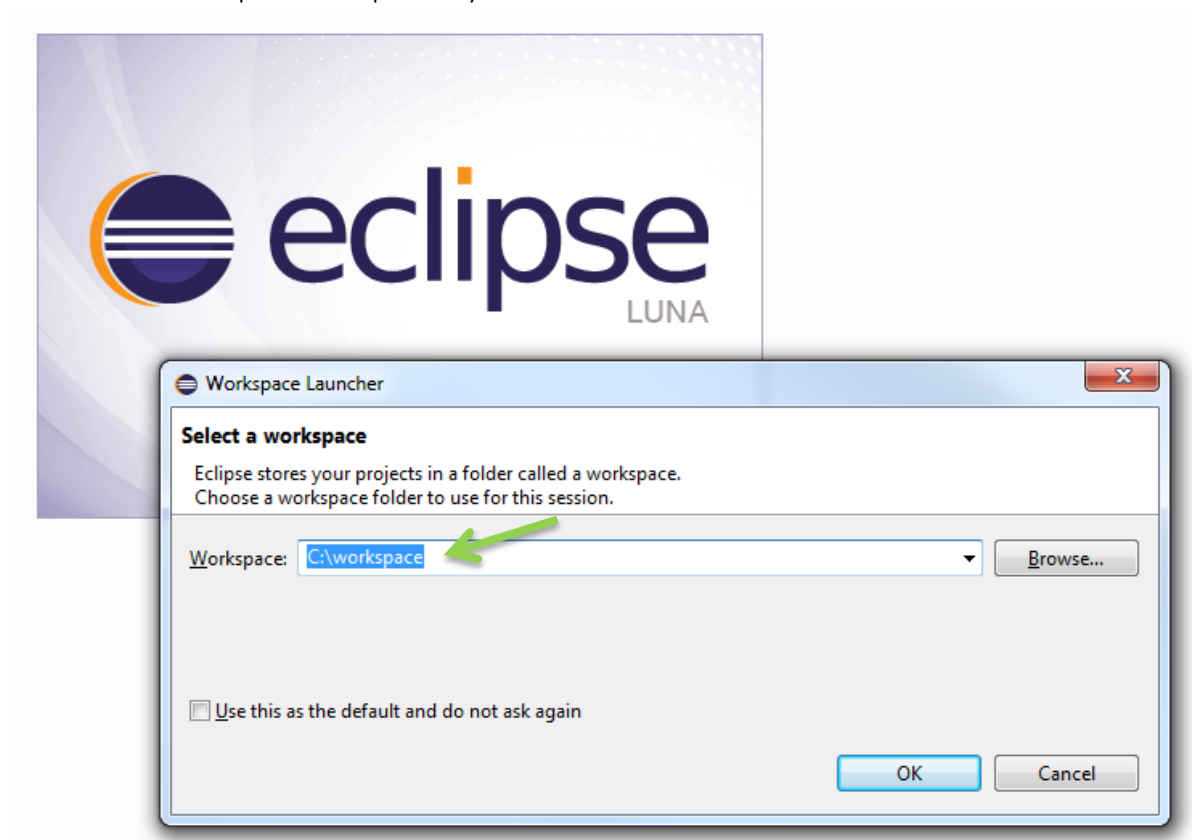 eclipse
LUNA
Workspace Launcher
Select a workspace
Eclipse stores your projects in a folder called a workspace.
Choose a workspace folder to use for this session.
Workspace: C:\workspace Browse...
Use this as the default and do not ask again
OK Cancel